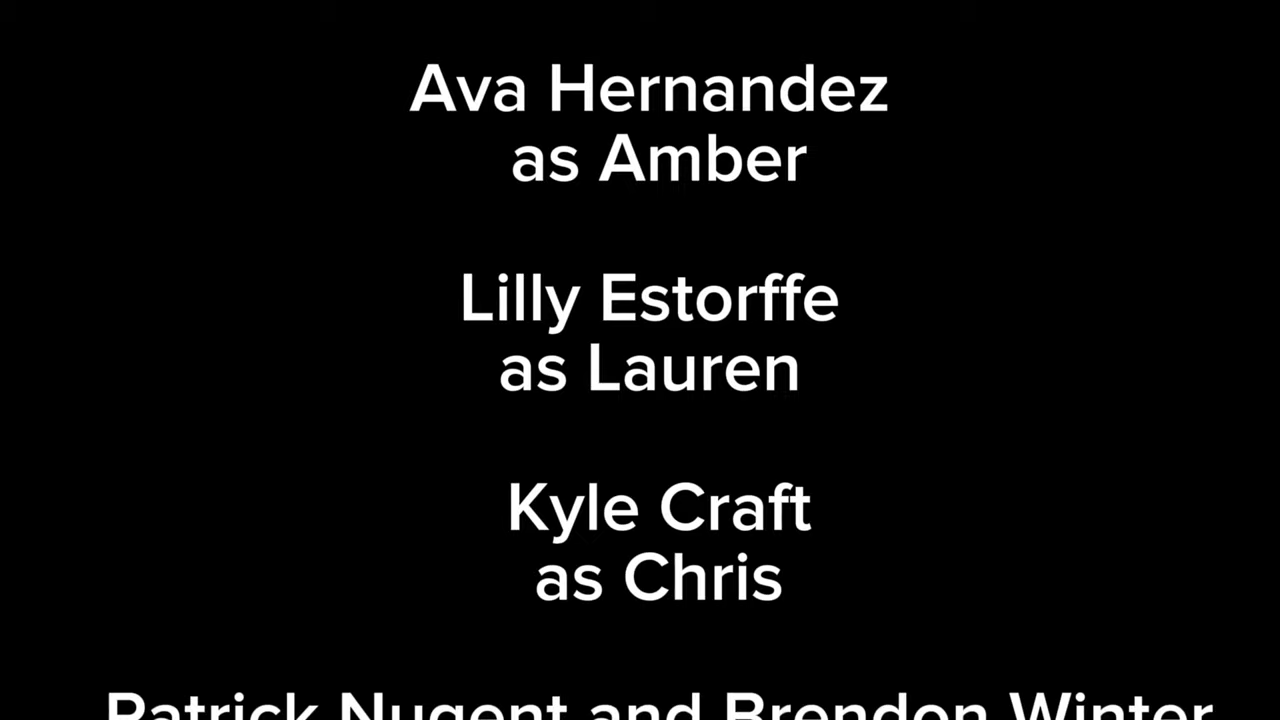 Ava Hernandez
as Amber
Lilly Estorffe
as Lauren
Kyle Craft
as Chris
Patrick Nugent and Brendon Winter